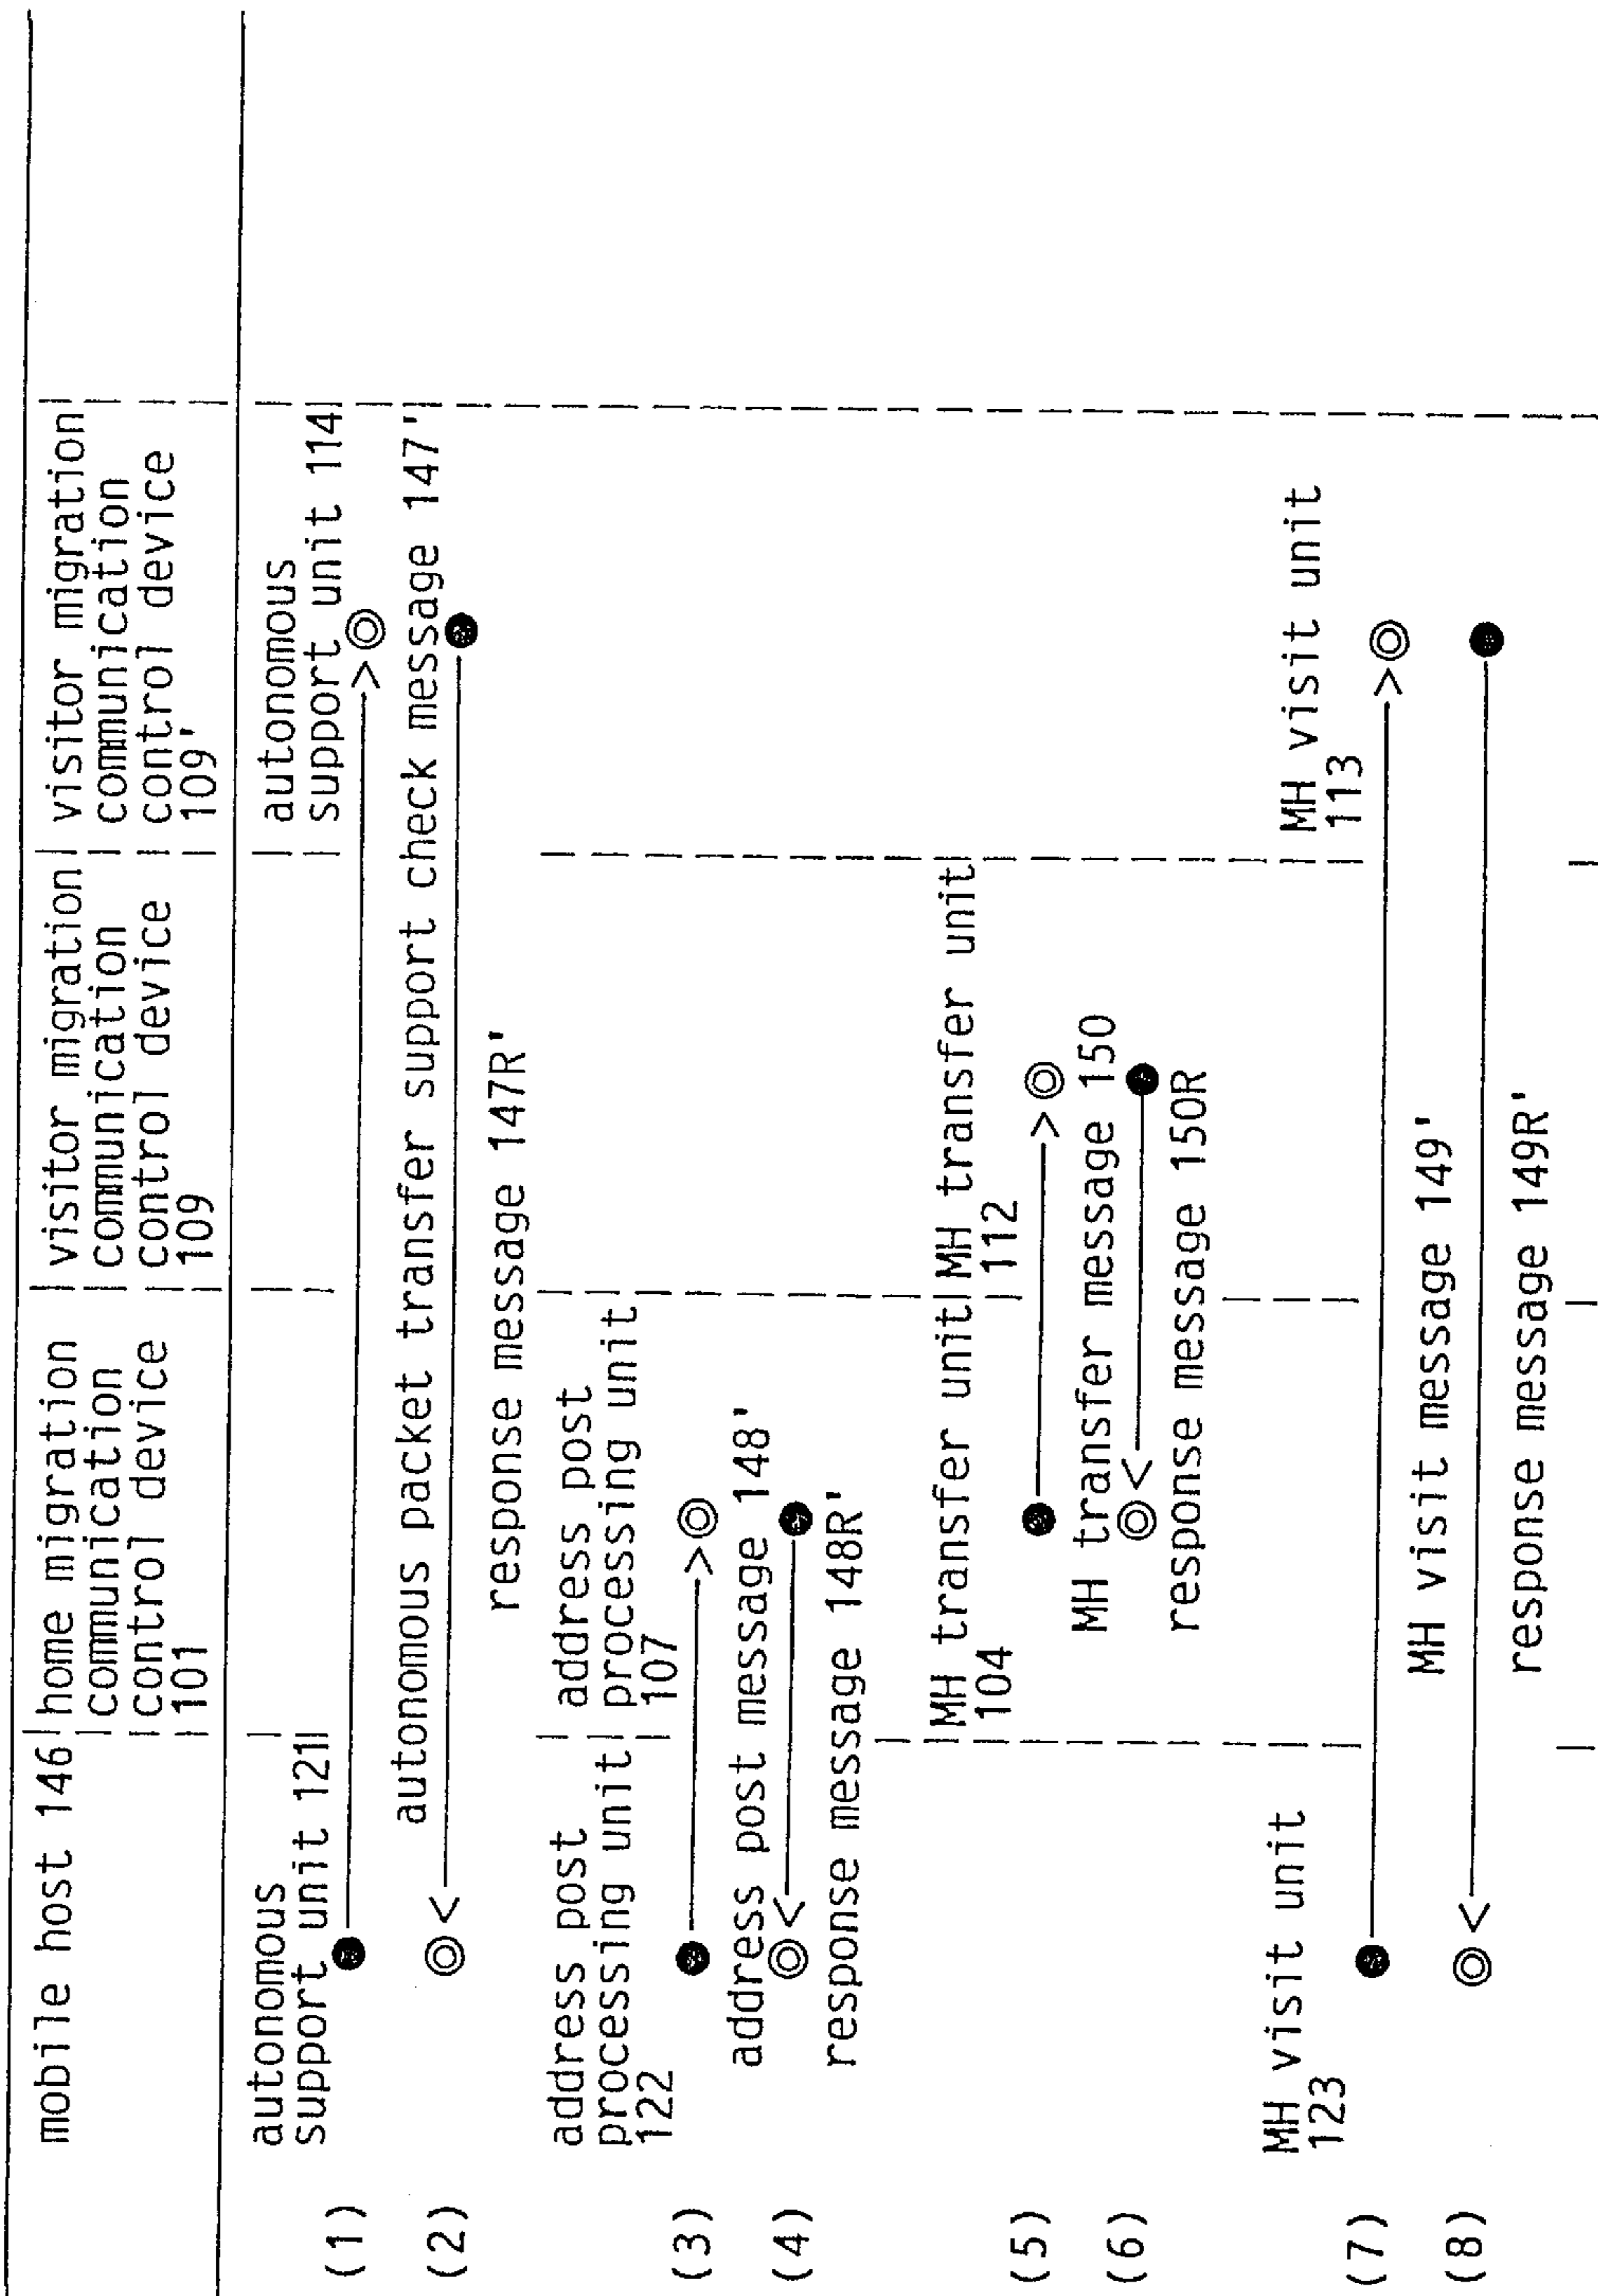 mobile host 146
home migration
communication
control device
101
visitor migration
communication
control device
109
visitor migration
communication
control device
109'
autonomous
support unit 121
autonomous
support unit 114
(1)
autonomous packet transfer support check message 147'
(2)
response message 147R'
address post
processing unit
122
address post
processing unit
107
(3)
address post message 148'
(4)
response message 148R'
MH transfer unit
104
MH transfer unit
112
(5)
MH transfer message 150
(6)
response message 150R
MH visit unit
123
MH visit unit
113
(7)
MH visit message 149'
(8)
response message 149R'